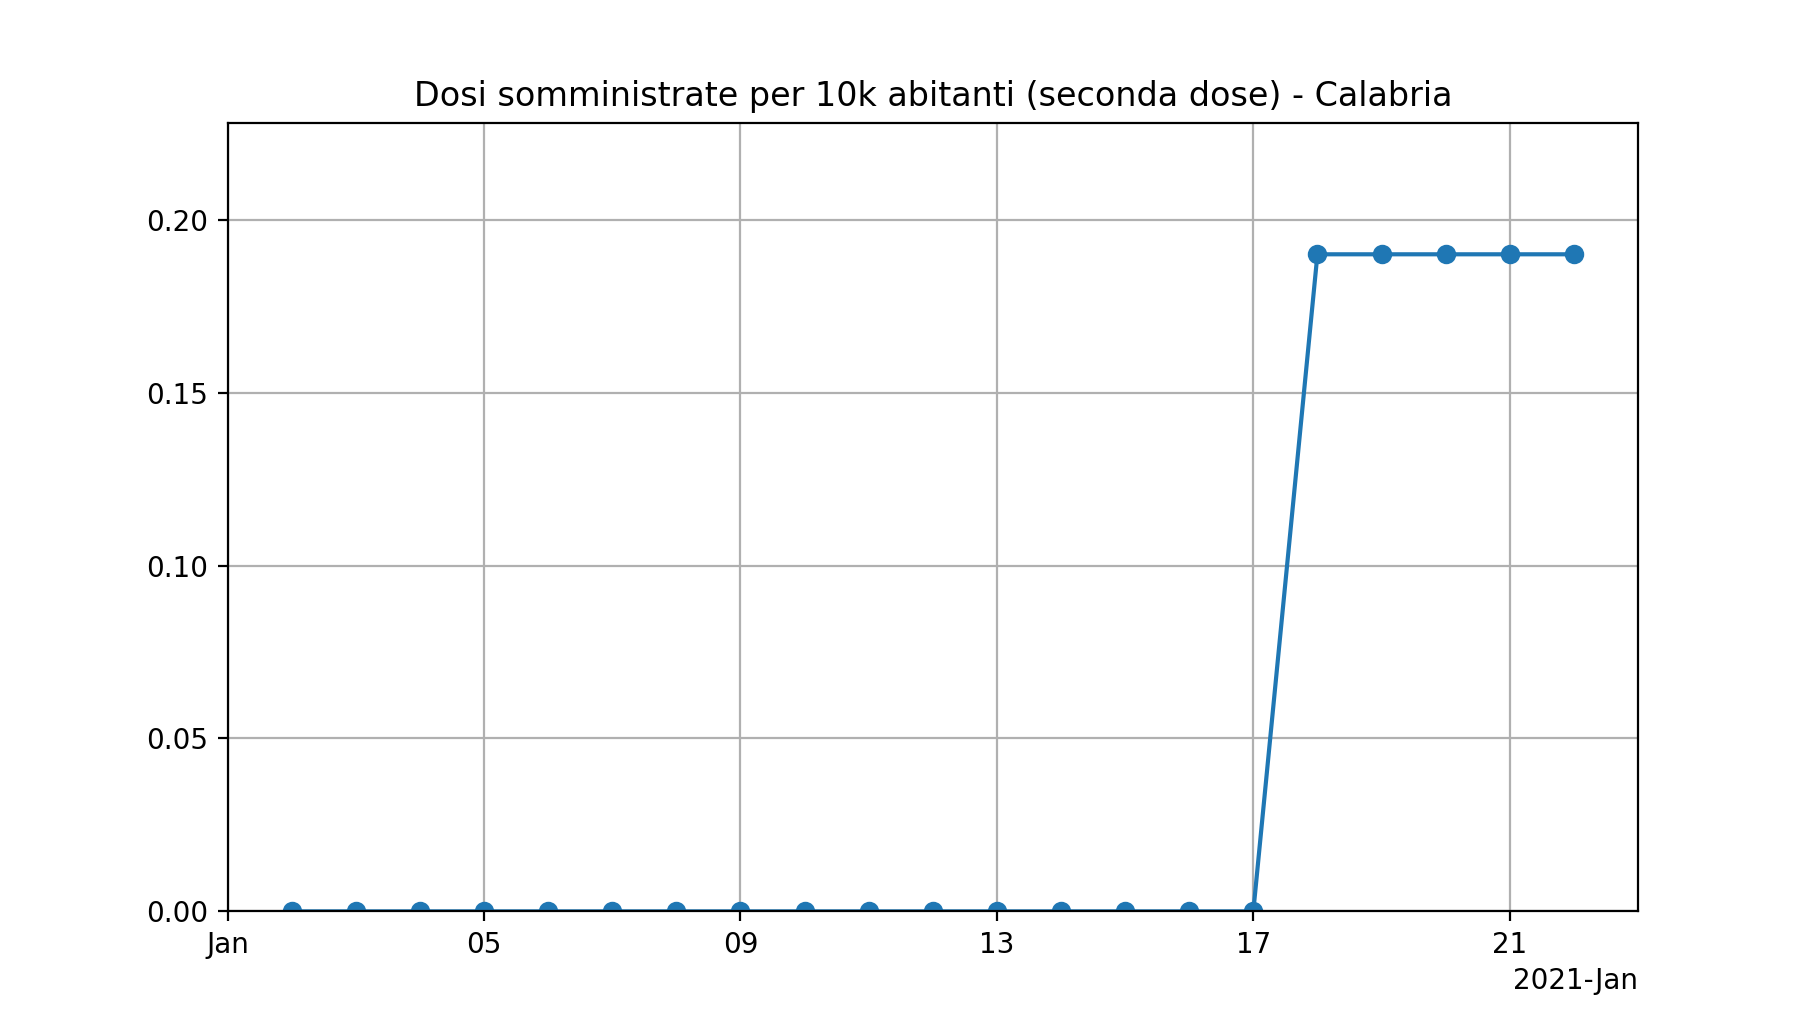 Dosi somministrate per 10k abitanti (seconda dose) - Calabria
0.20
0.15
0.10
0.05
0.00
Jan 05 09 13 17 21
2021-Jan